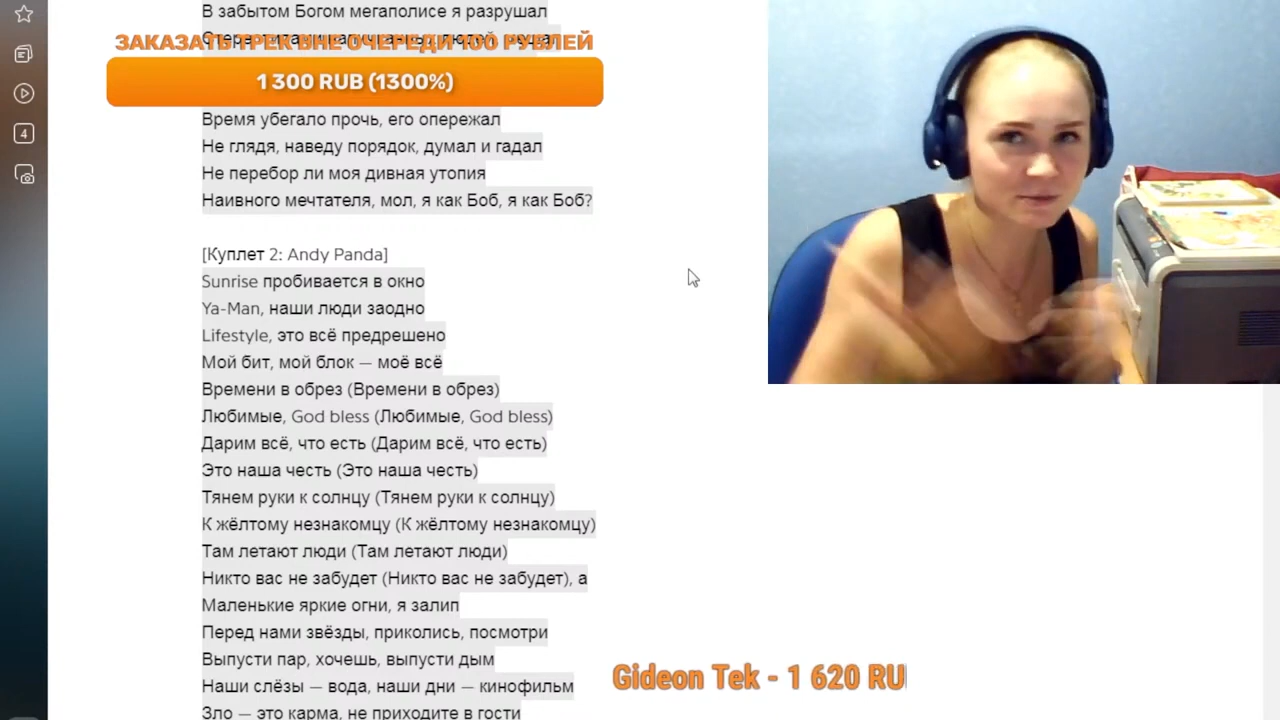 В забытом Богом мегаполисе я разрушал
ЗАКАЗАТЬ ТРЕК ВНЕ ОЧЕРЕДИ 100 РУБЛЕЙ
1 300 RUB (1300%)
Время убегало прочь, его опережал
Не глядя, наведу порядок, думал и гадал
Не перебор ли моя дивная утопия
Наивного мечтателя, мол, я как Боб, я как Боб?
[Куплет 2: Andy Panda]
Sunrise пробивается в окно
Ya-Man, наши люди заодно
Lifestyle, это всё предрешено
Мой бит, мой блок — моё всё
Времени в обрез (Времени в обрез)
Любимые, God bless (Любимые, God bless)
Дарим всё, что есть (Дарим всё, что есть)
Это наша честь (Это наша честь)
Тянем руки к солнцу (Тянем руки к солнцу)
К жёлтому незнакомцу (К жёлтому незнакомцу)
Там летают люди (Там летают люди)
Никто вас не забудет (Никто вас не забудет), а
Маленькие яркие огни, я залип
Перед нами звёзды, приколись, посмотри
Выпусти пар, хочешь, выпусти дым
Наши слёзы — вода, наши дни — кинофильм
Зло — это карма, не приходите в гости
Gideon Tek - 1 620 RU
4